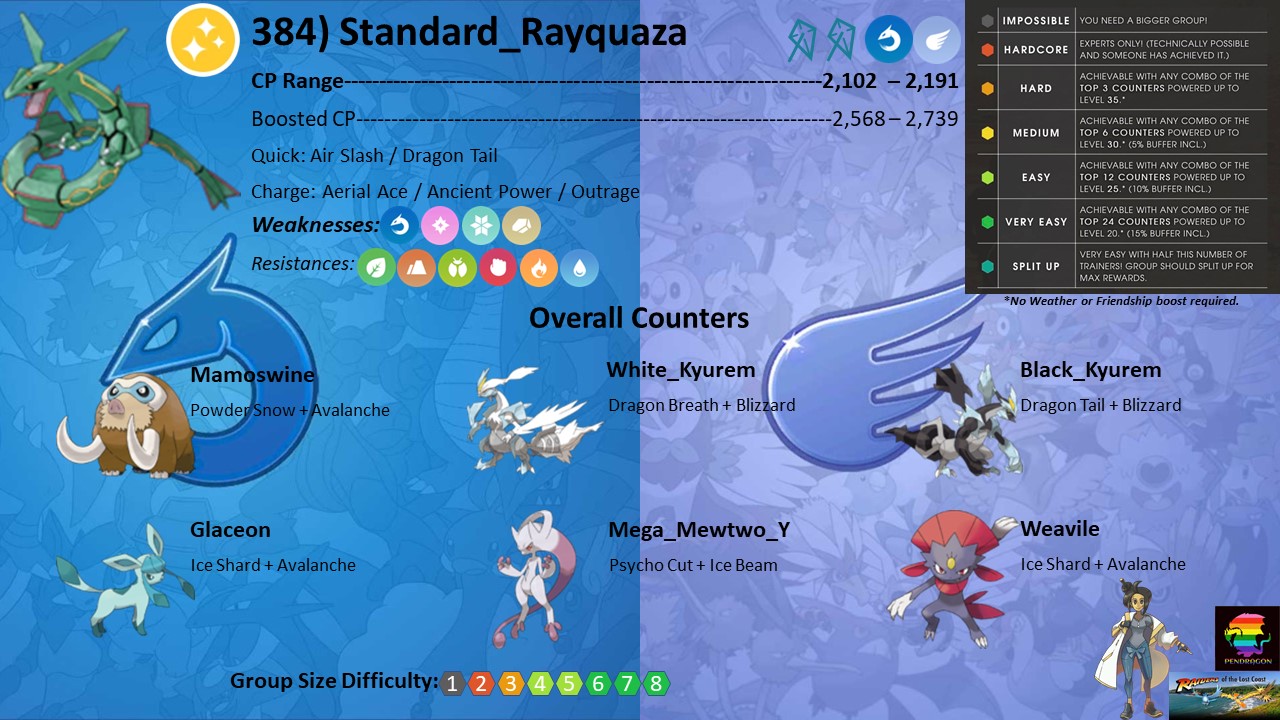 384) Standard_Rayquaza
CP Range--------------------------------------------------------------------2,102 – 2,191
Boosted CP--------------------------------------------------------------------2,568 – 2,739
Quick: Air Slash / Dragon Tail
Charge: Aerial Ace / Ancient Power / Outrage
Weaknesses:
Resistances:
IMPOSSIBLE YOU NEED A BIGGER GROUP!
HARDCORE EXPERTS ONLY! (TECHNICALLY POSSIBLE
AND SOMEONE HAS ACHIEVED IT.)
HARD ACHIEVABLE WITH ANY COMBO OF THE
TOP 3 COUNTERS POWERED UP TO
LEVEL 35.*
MEDIUM ACHIEVABLE WITH ANY COMBO OF THE
TOP 6 COUNTERS POWERED UP TO
LEVEL 30.* (5% BUFFER INCL.)
EASY ACHIEVABLE WITH ANY COMBO OF THE
TOP 12 COUNTERS POWERED UP TO
LEVEL 25.* (10% BUFFER INCL.)
VERY EASY ACHIEVABLE WITH ANY COMBO OF THE
TOP 24 COUNTERS POWERED UP TO
LEVEL 20.* (15% BUFFER INCL.)
SPLIT UP VERY EASY WITH HALF THIS NUMBER OF
TRAINERS! GROUP SHOULD SPLIT UP FOR
MAX REWARDS.
*No Weather or Friendship boost required.
Overall Counters
Mamoswine
Powder Snow + Avalanche
White_Kyurem
Dragon Breath + Blizzard
Black_Kyurem
Dragon Tail + Blizzard
Glaceon
Ice Shard + Avalanche
Mega_Mewtwo_Y
Psycho Cut + Ice Beam
Weavile
Ice Shard + Avalanche
Group Size Difficulty: 1 2 3 4 5 6 7 8
PENDRAGON
RAIDERS of the Lost Coast